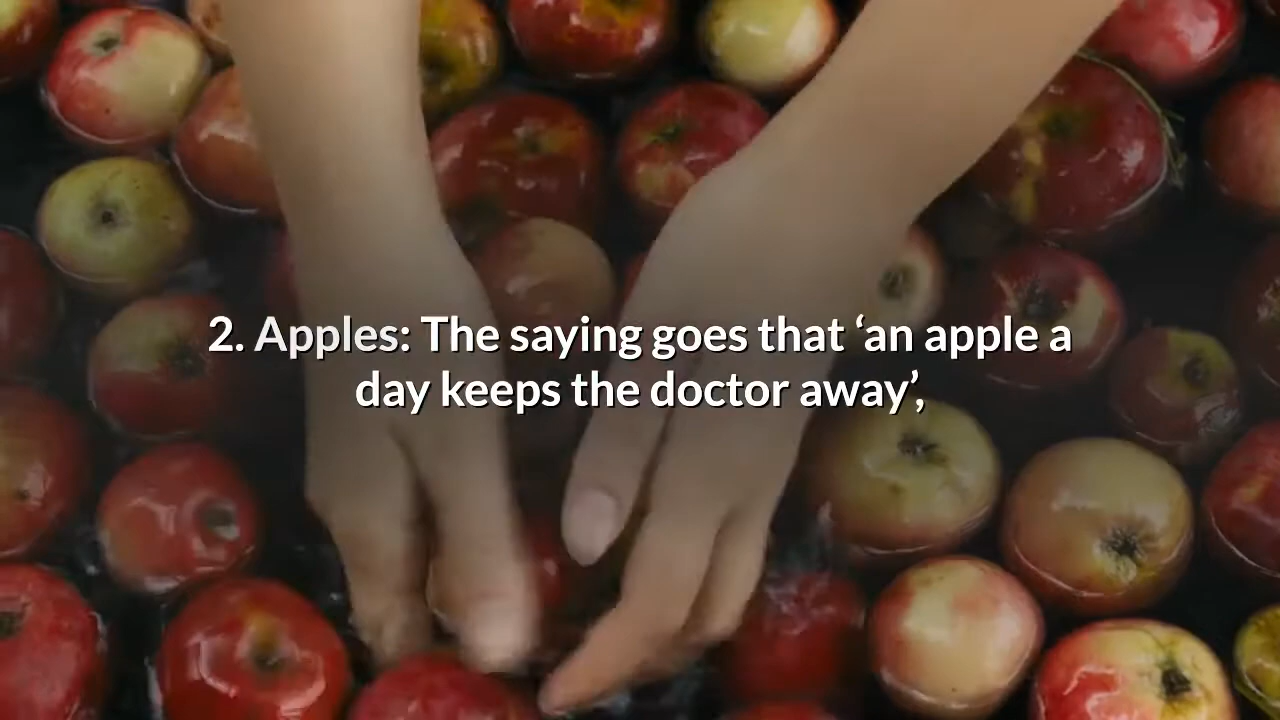 2. Apples: The saying goes that ‘an apple a
day keeps the doctor away’,